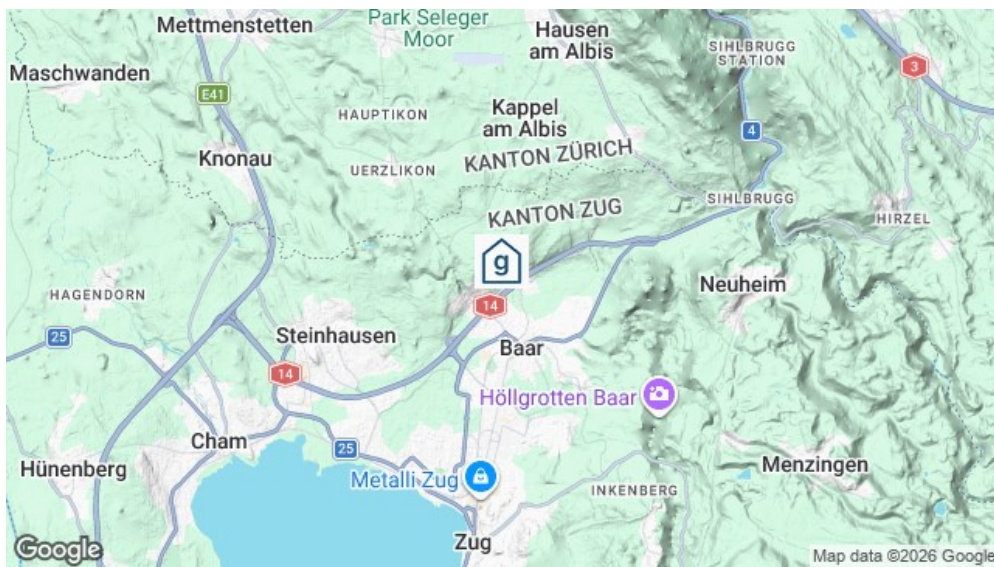 Mettmenstetten
Park Seleger
Moor
Hausen
am Albis
SIHLBRUGG
STATION
3
Maschwanden
E41
HAUPTIKON
Kappel
am Albis
4
Knonau
UERZLIKON
KANTON ZÜRICH
SIHLBRUGG
KANTON ZUG
HIRZEL
g
Neuheim
HAGENDORN
14
25
Steinhausen
Baar
14
Höllgrotten Baar
Cham
25
Hünenberg
Metalli Zug
Menzingen
INKENBERG
Zug
Google
Map data ©2026 Google